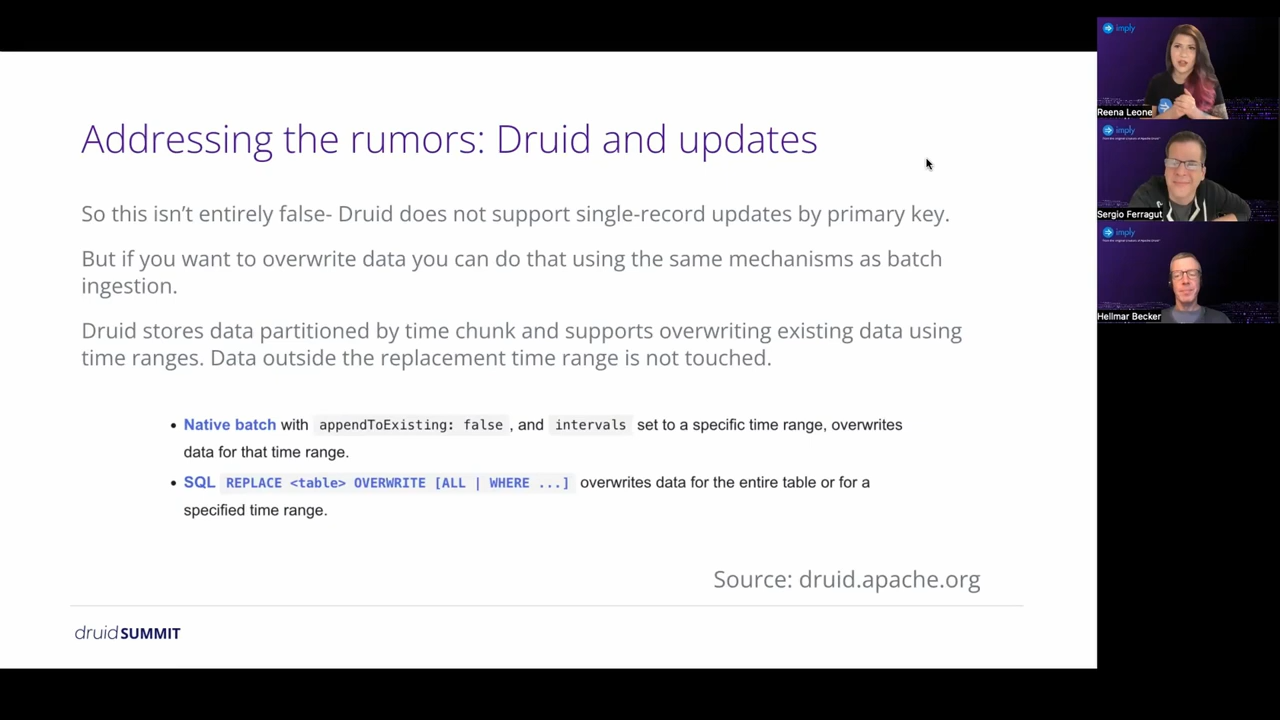 Addressing the rumors: Druid and updates
So this isn’t entirely false- Druid does not support single-record updates by primary key.
But if you want to overwrite data you can do that using the same mechanisms as batch
ingestion.
Druid stores data partitioned by time chunk and supports overwriting existing data using
time ranges. Data outside the replacement time range is not touched.
• Native batch with appendToExisting: false , and intervals set to a specific time range, overwrites
data for that time range.
• SQL REPLACE <table> OVERWRITE [ALL | WHERE ...] overwrites data for the entire table or for a
specified time range.
Source: druid.apache.org
druidSUMMIT
imply
Reena Leone
imply
Sergio Ferragut
imply
Hellmar Becker